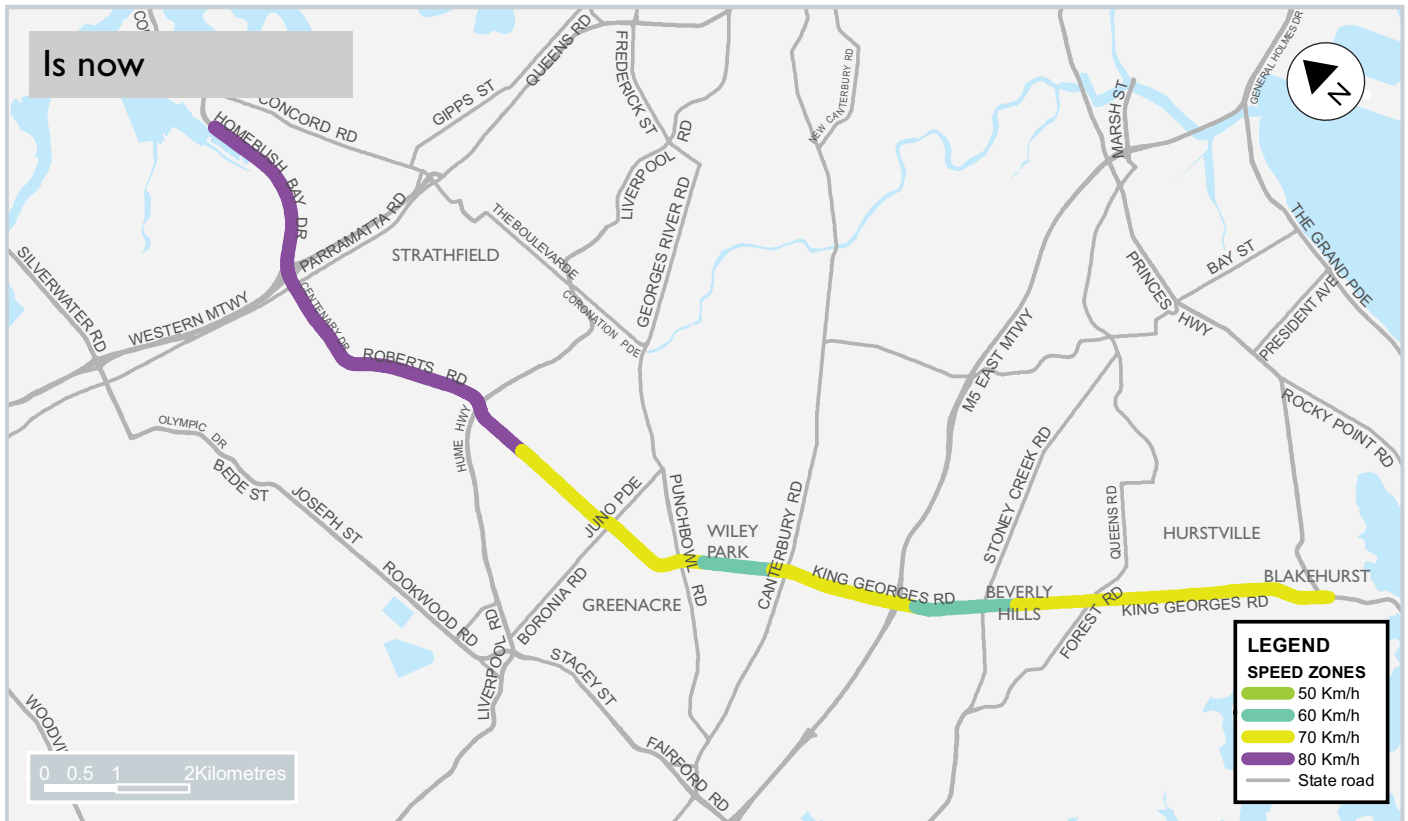 Is now
CO
CONCORD RD
GIPPS ST
QUEENS RD
FREDERICK ST
LIVERPOOL RD
NEW CANTERBURY RD
MARSH ST
GENERAL HOLMES DR
N
HOMEBUSH BAY DR
PARRAMATTA RD
STRATHFIELD
THE BOULEVARDE
CORONATION PDE
GEORGES RIVER RD
SILVERWATER RD
WESTERN MTWY
CENTENARY DR
ROBERTS RD
HUME HWY
OLYMPIC DR
BEDE ST
JOSEPH ST
ROOKWOOD RD
LIVERPOOL RD
BORONIA RD
JUNO PDE
GREENACRE
PUNCHBOWL RD
WILEY
PARK
CANTERBURY RD
KING GEORGES RD
M5 EAST MTWY
STONEY CREEK RD
BEVERLY
HILLS
QUEENS RD
FOREST RD
HURSTVILLE
KING GEORGES RD
BLAKEHURST
PRINCES HWY
BAY ST
THE GRAND PDE
PRESIDENT AVE
ROCKY POINT RD
STACEY ST
FAIRFORD RD
WOODVI
0 0.5 1 2Kilometres
LEGEND
SPEED ZONES
50 Km/h
60 Km/h
70 Km/h
80 Km/h
State road